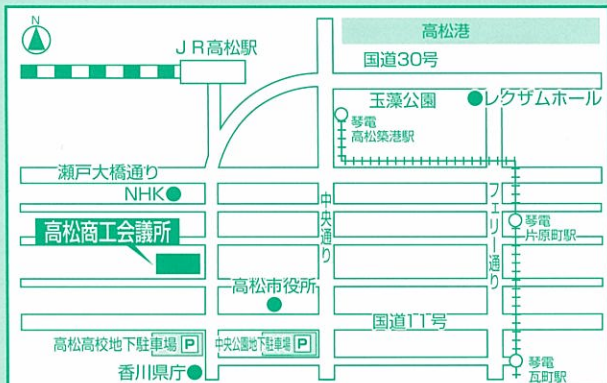 N
高松港
JR高松駅
国道30号
玉藻公園
レクザムホール
琴電
高松築港駅
瀬戸大橋通り
NHK
中央通り
フェリー通り
琴電
片原町駅
高松商工会議所
高松市役所
国道11号
高松高校地下駐車場 P
中央公園地下駐車場 P
香川県庁
琴電
瓦町駅